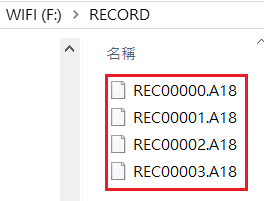 WIFI (F:) > RECORD
名稱
REC00000.A18
REC00001.A18
REC00002.A18
REC00003.A18